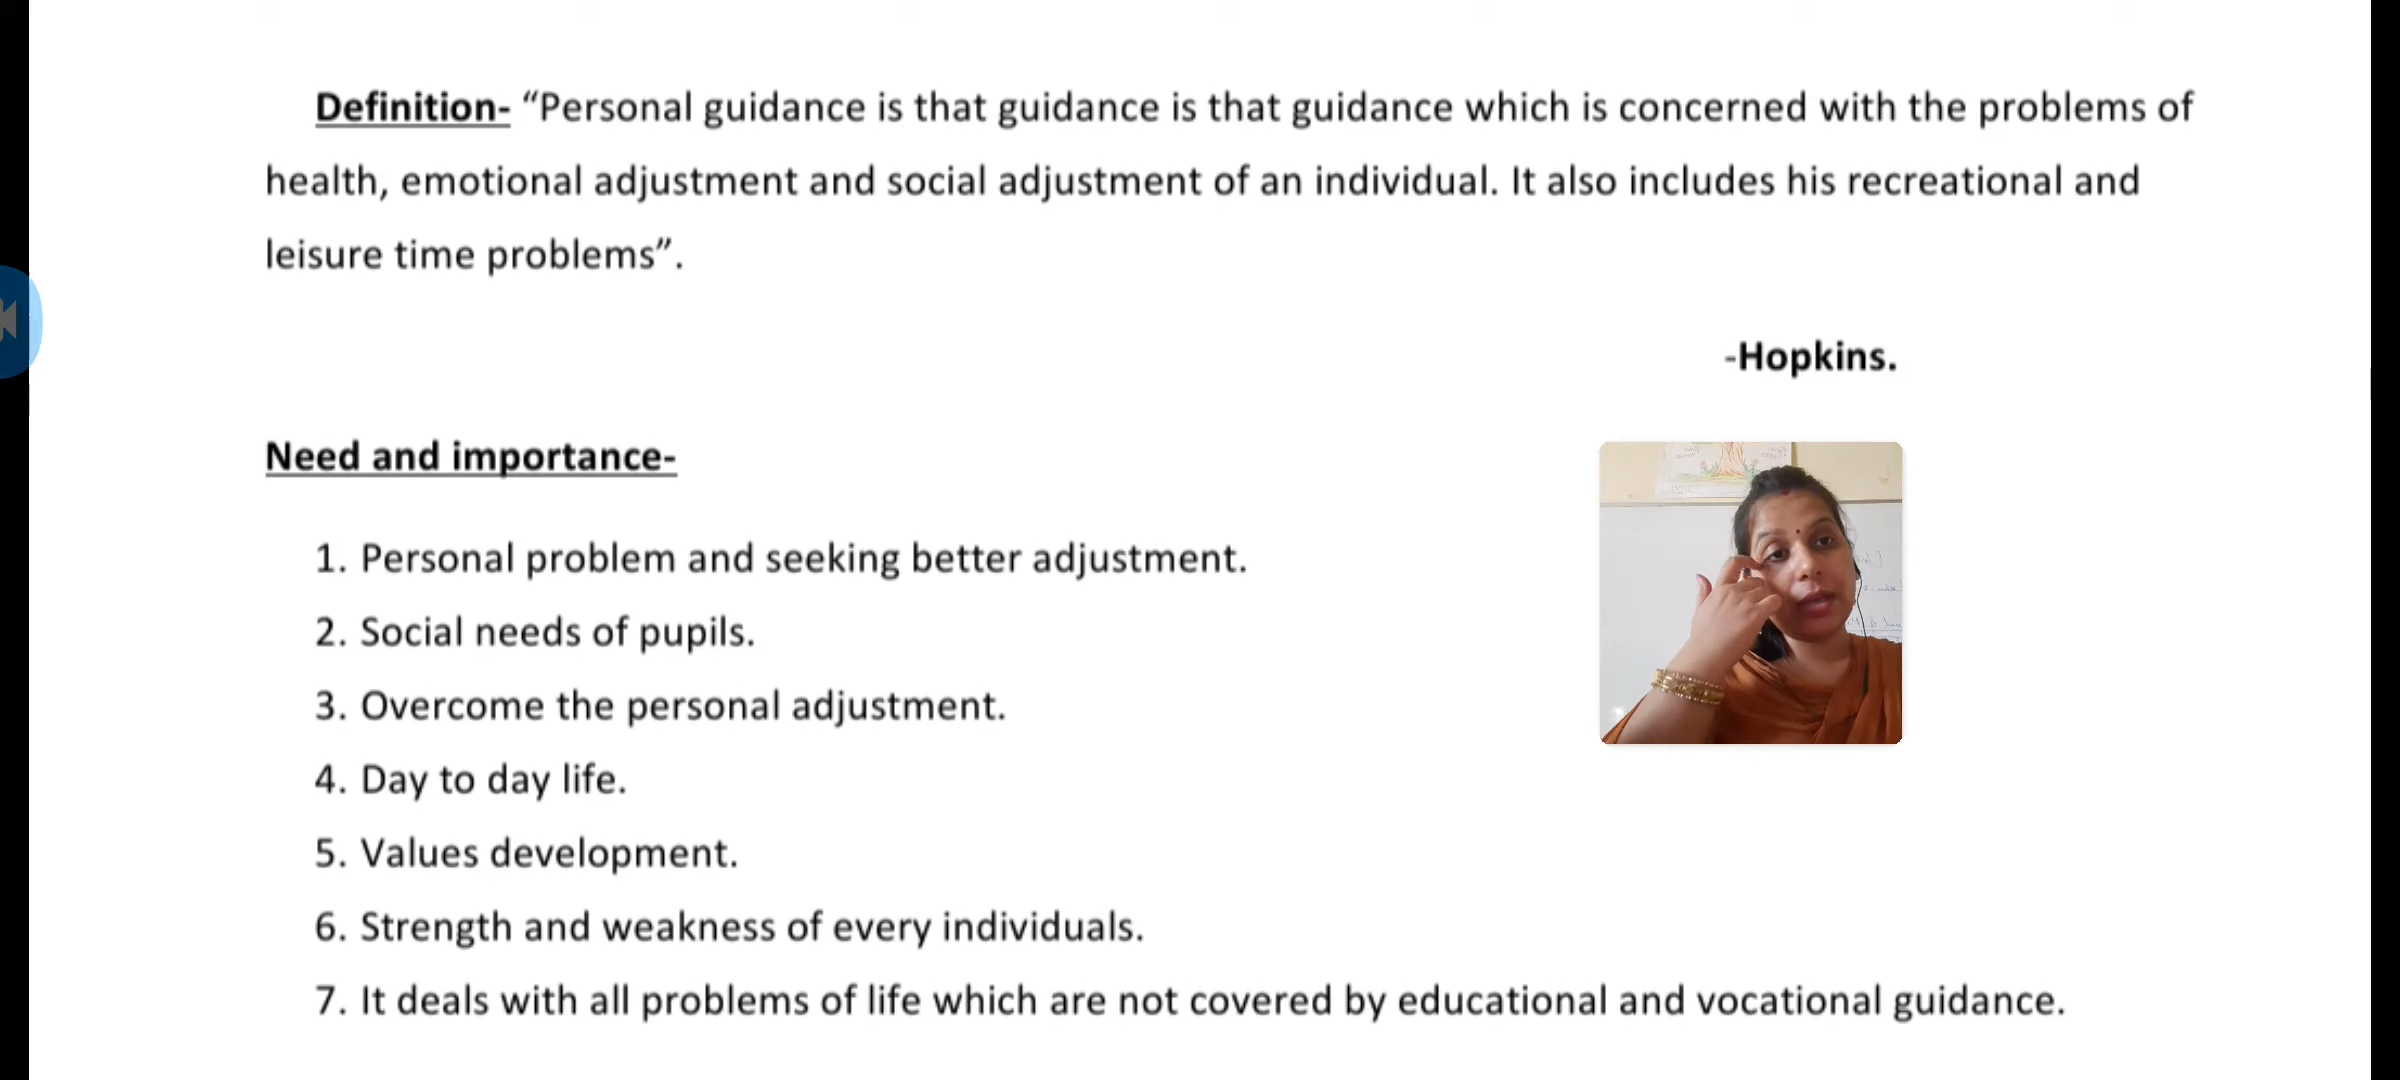 Definition- “Personal guidance is that guidance is that guidance which is concerned with the problems of
health, emotional adjustment and social adjustment of an individual. It also includes his recreational and
leisure time problems”.
-Hopkins.
Need and importance-
1. Personal problem and seeking better adjustment.
2. Social needs of pupils.
3. Overcome the personal adjustment.
4. Day to day life.
5. Values development.
6. Strength and weakness of every individuals.
7. It deals with all problems of life which are not covered by educational and vocational guidance.